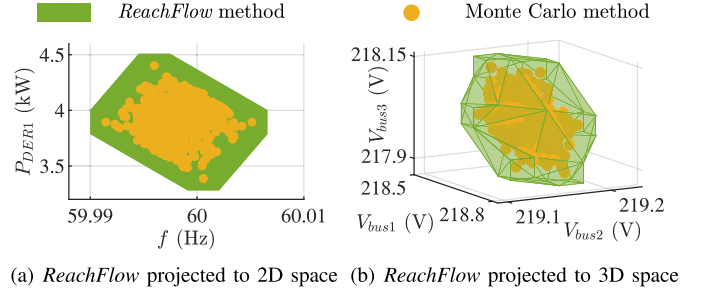 ReachFlow method
Monte Carlo method
4.5
4
3.5
P_DER1 (kW)
59.99
60
60.01
f (Hz)
218.15
217.9
V_bus3 (V)
218.5
218.8
V_bus1 (V)
219.1
219.2
V_bus2 (V)
(a) ReachFlow projected to 2D space
(b) ReachFlow projected to 3D space